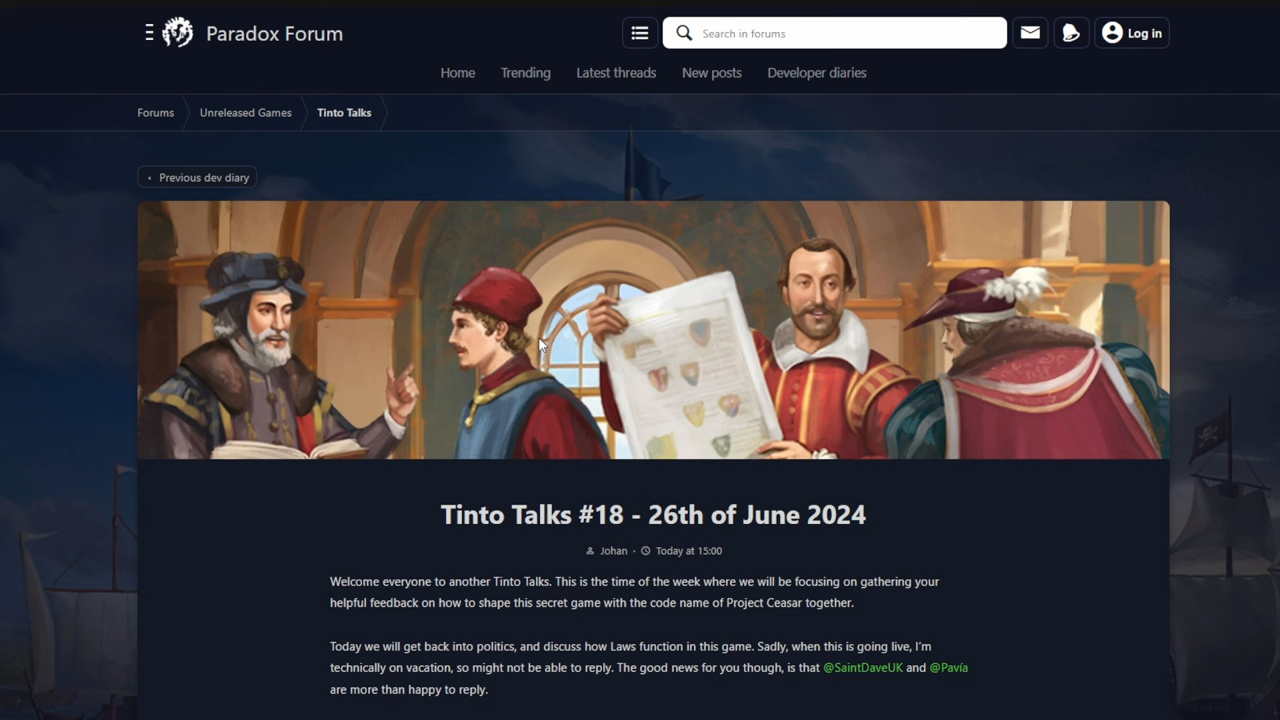 Paradox Forum
Search in forums
Log in
Home
Trending
Latest threads
New posts
Developer diaries
Forums
Unreleased Games
Tinto Talks
Previous dev diary
Tinto Talks #18 - 26th of June 2024
Johan · Today at 15:00
Welcome everyone to another Tinto Talks. This is the time of the week where we will be focusing on gathering your
helpful feedback on how to shape this secret game with the code name of Project Ceasar together.
Today we will get back into politics, and discuss how Laws function in this game. Sadly, when this is going live, I'm
technically on vacation, so might not be able to reply. The good news for you though, is that @SaintDaveUK and @Pavía
are more than happy to reply.